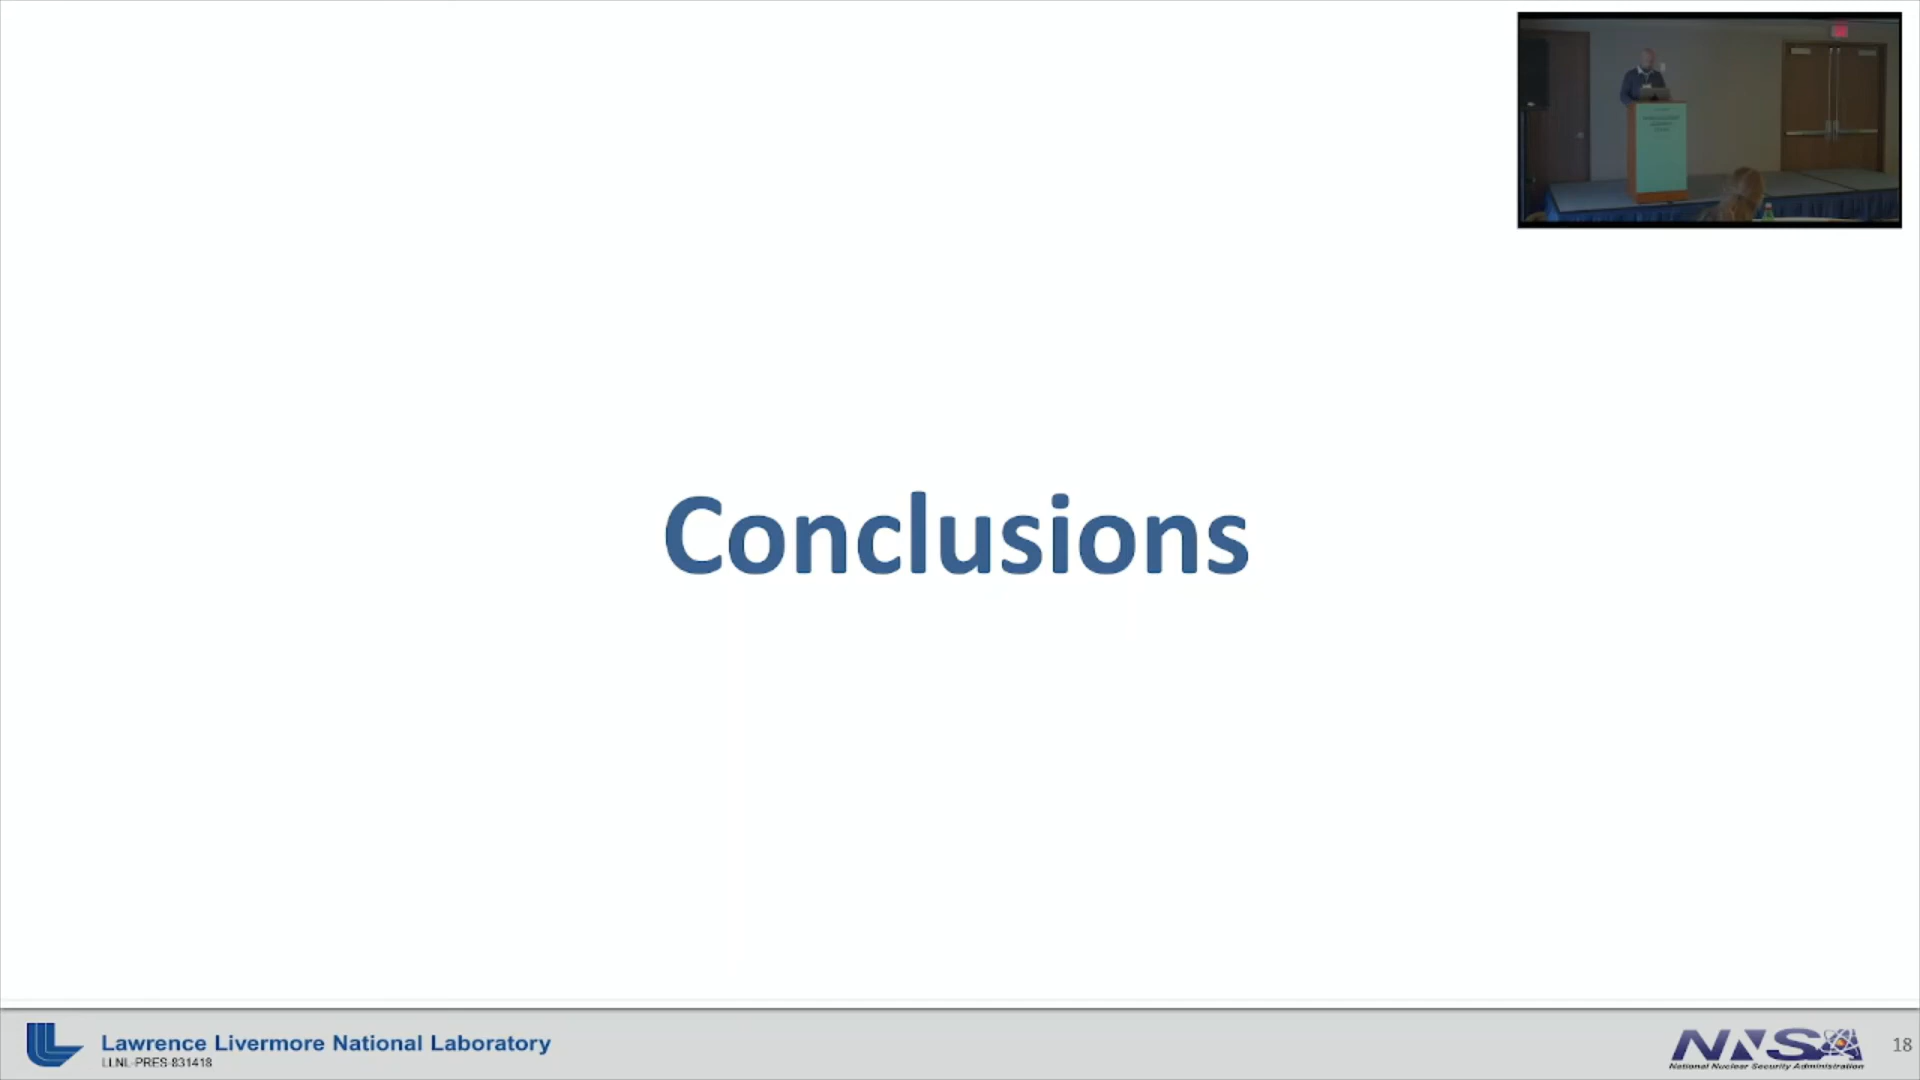 Conclusions
Lawrence Livermore National Laboratory
LLNL-PRES-831418
NNSA
National Nuclear Security Administration
18